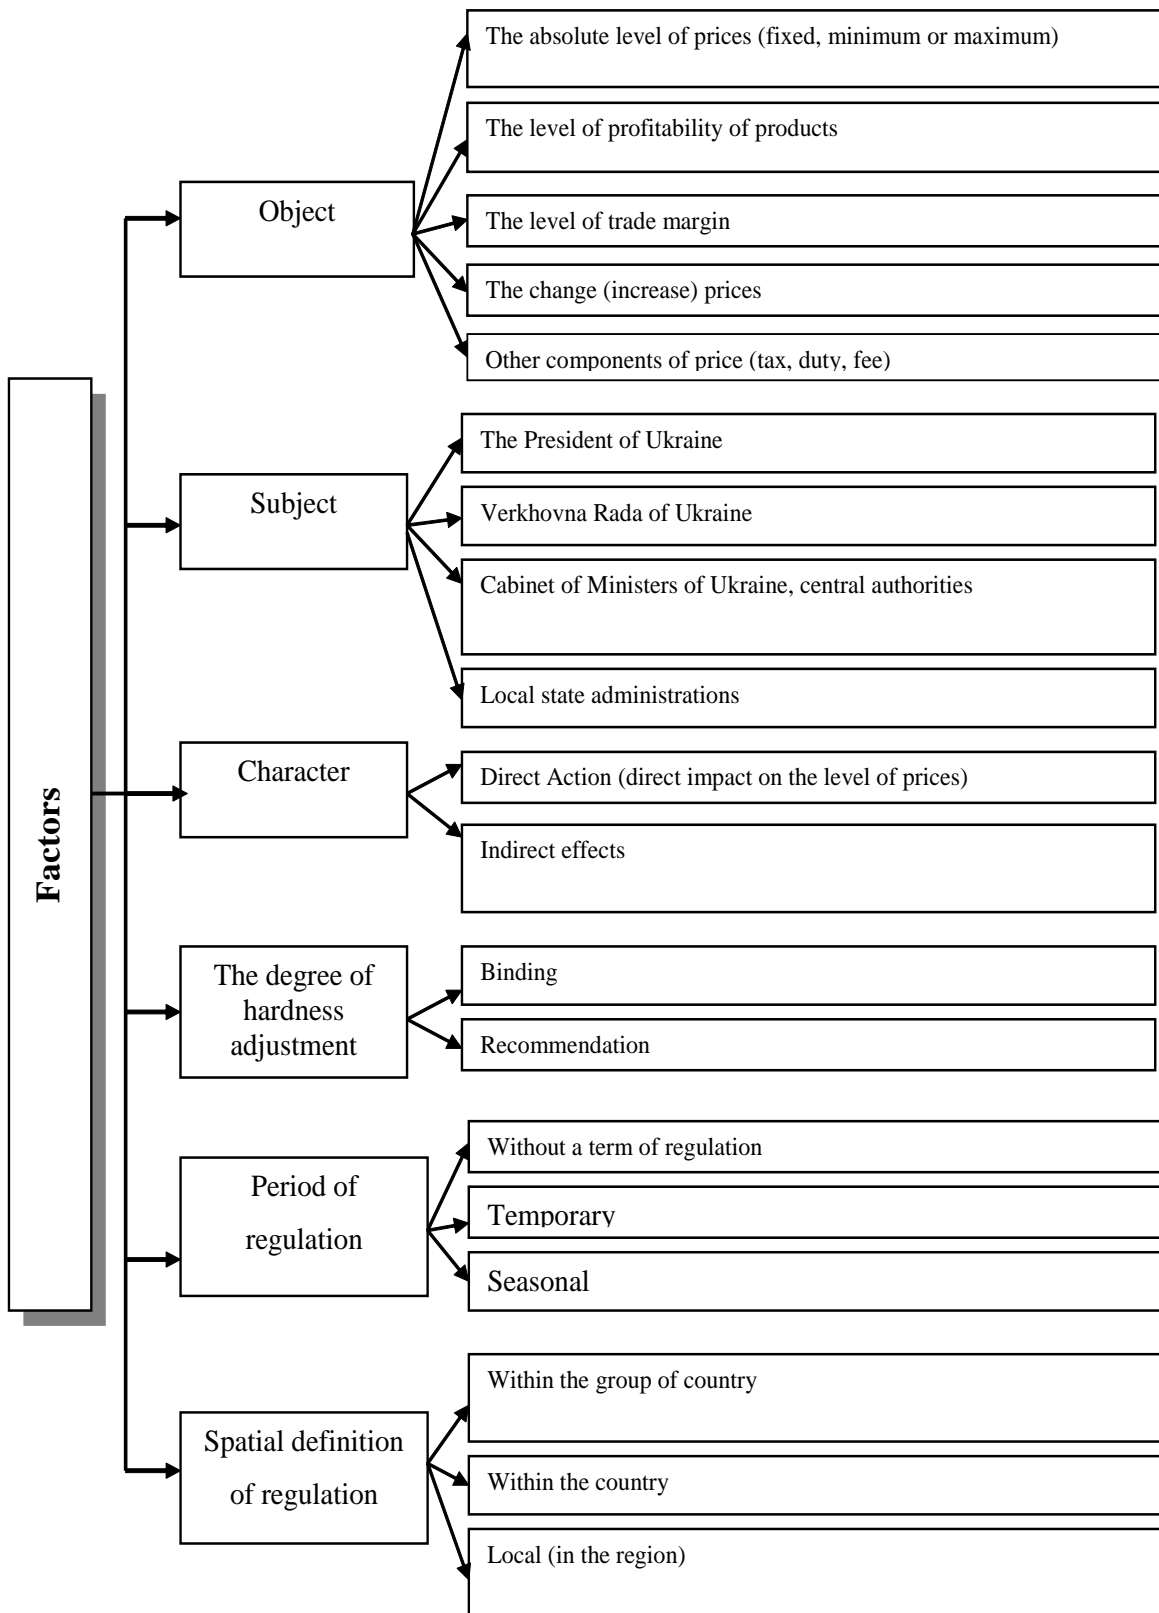 The absolute level of prices (fixed, minimum or maximum)
The level of profitability of products
Object
The level of trade margin
The change (increase) prices
Other components of price (tax, duty, fee)
The President of Ukraine
Subject
Verkhovna Rada of Ukraine
Cabinet of Ministers of Ukraine, central authorities
Local state administrations
Character
Direct Action (direct impact on the level of prices)
Indirect effects
Factors
The degree of
hardness
adjustment
Binding
Recommendation
Period of
regulation
Without a term of regulation
Temporary
Seasonal
Spatial definition
of regulation
Within the group of country
Within the country
Local (in the region)